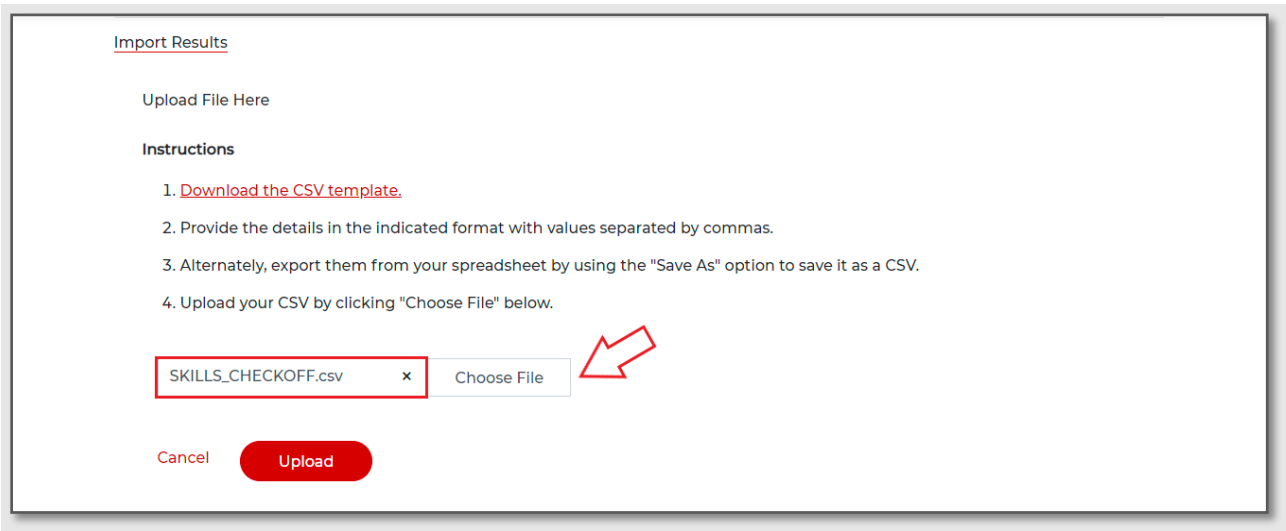 Import Results
Upload File Here
Instructions
1. Download the CSV template.
2. Provide the details in the indicated format with values separated by commas.
3. Alternately, export them from your spreadsheet by using the "Save As" option to save it as a CSV.
4. Upload your CSV by clicking "Choose File" below.
SKILLS_CHECKOFF.csv × Choose File
Cancel Upload